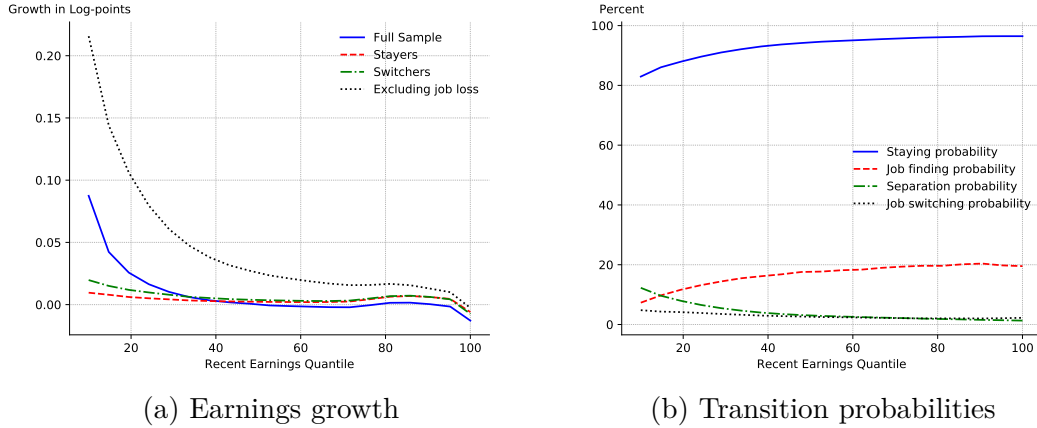 Growth in Log-points
0.20
0.15
0.10
0.05
0.00
20
40
60
80
100
Recent Earnings Quantile
Full Sample
Stayers
Switchers
Excluding job loss
(a) Earnings growth
Percent
100
80
60
40
20
0
20
40
60
80
100
Recent Earnings Quantile
Staying probability
Job finding probability
Separation probability
Job switching probability
(b) Transition probabilities